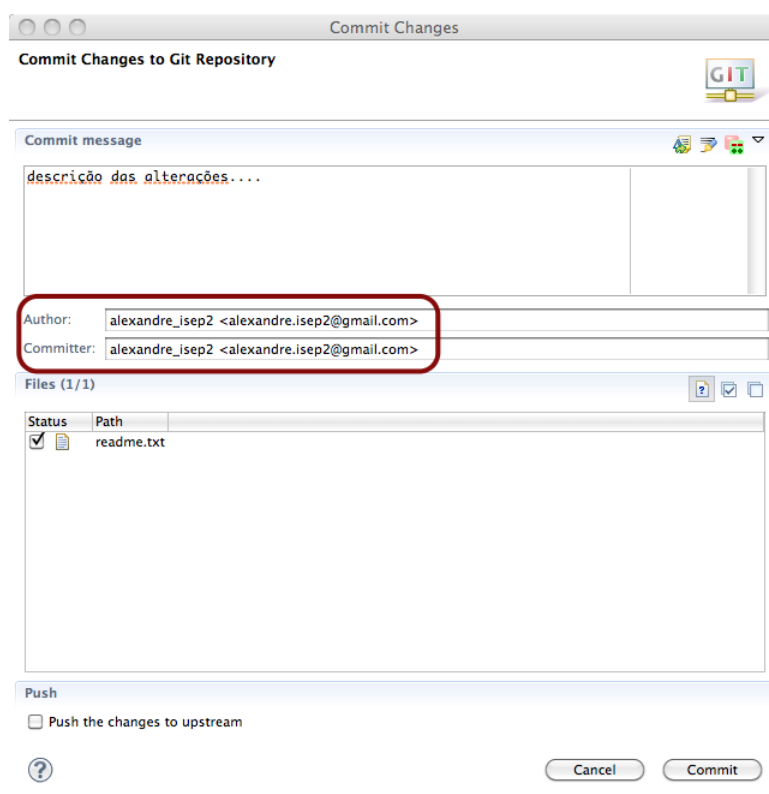 Commit Changes
Commit Changes to Git Repository
GIT
Commit message
descrição das alterações....
Author: alexandre_isep2 <alexandre.isep2@gmail.com>
Committer: alexandre_isep2 <alexandre.isep2@gmail.com>
Files (1/1)
Status Path
readme.txt
Push
Push the changes to upstream
Cancel Commit